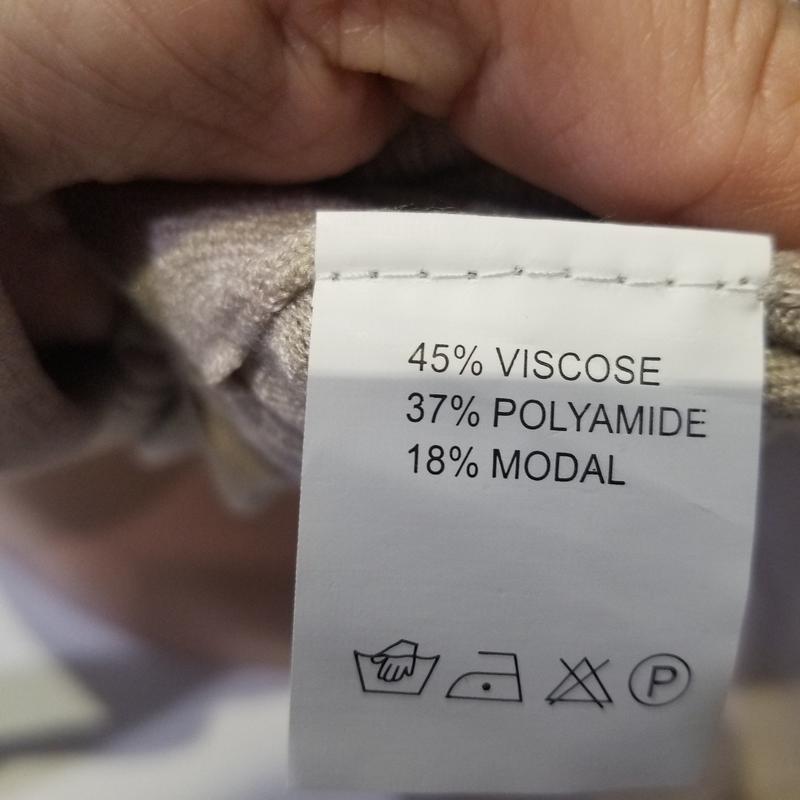 45% VISCOSE
37% POLYAMIDE
18% MODAL
P